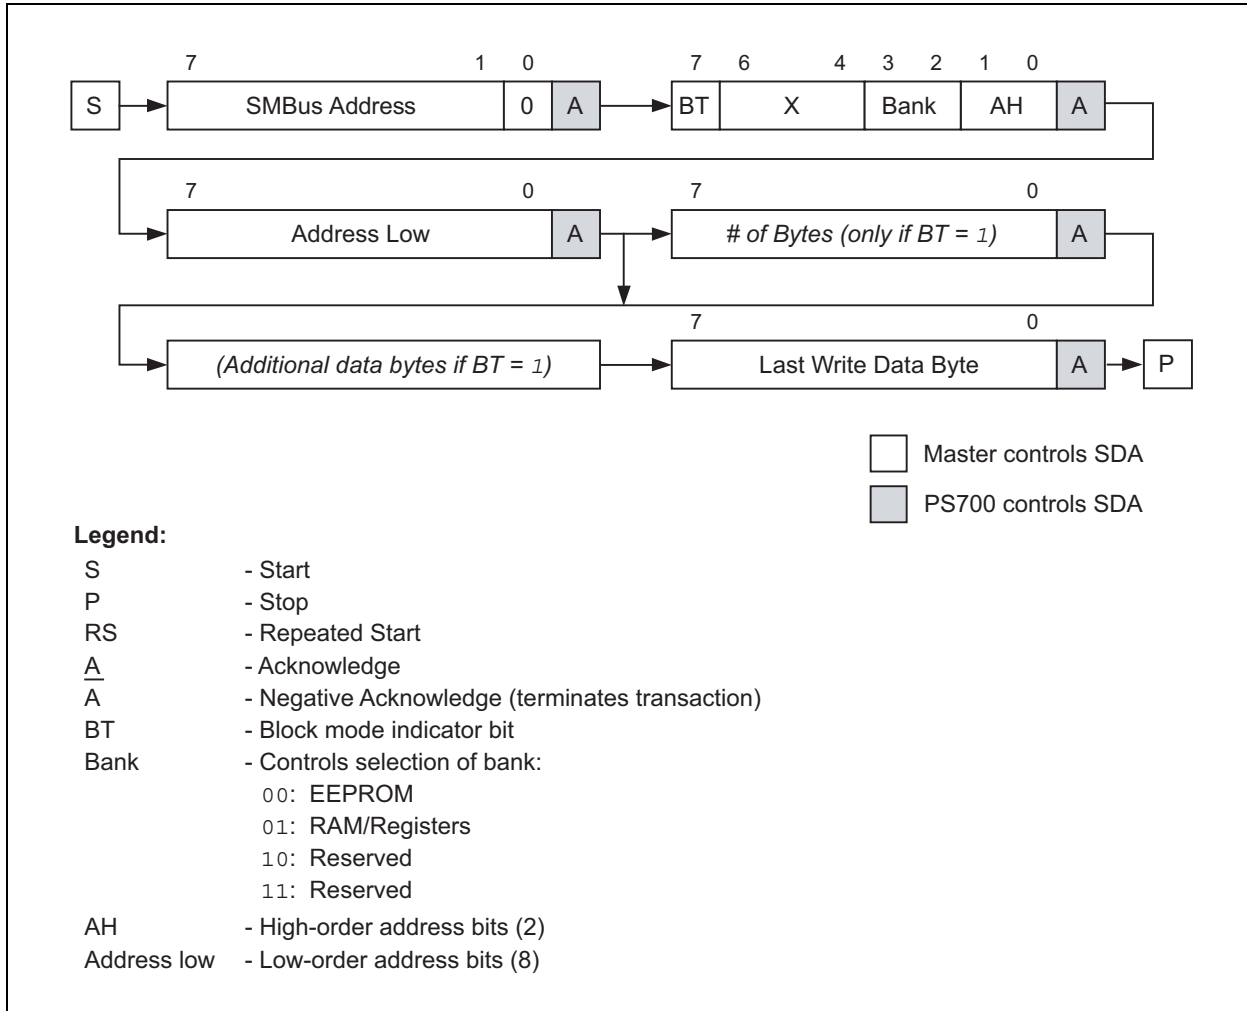 7 1 0 7 6 4 3 2 1 0
S SMBus Address 0 A BT X Bank AH A
7 0 7 0
Address Low A # of Bytes (only if BT = 1) A
7 0
(Additional data bytes if BT = 1) Last Write Data Byte A P
Master controls SDA
PS700 controls SDA
Legend:
S - Start
P - Stop
RS - Repeated Start
A - Acknowledge
A - Negative Acknowledge (terminates transaction)
BT - Block mode indicator bit
Bank - Controls selection of bank:
00: EEPROM
01: RAM/Registers
10: Reserved
11: Reserved
AH - High-order address bits (2)
Address low - Low-order address bits (8)